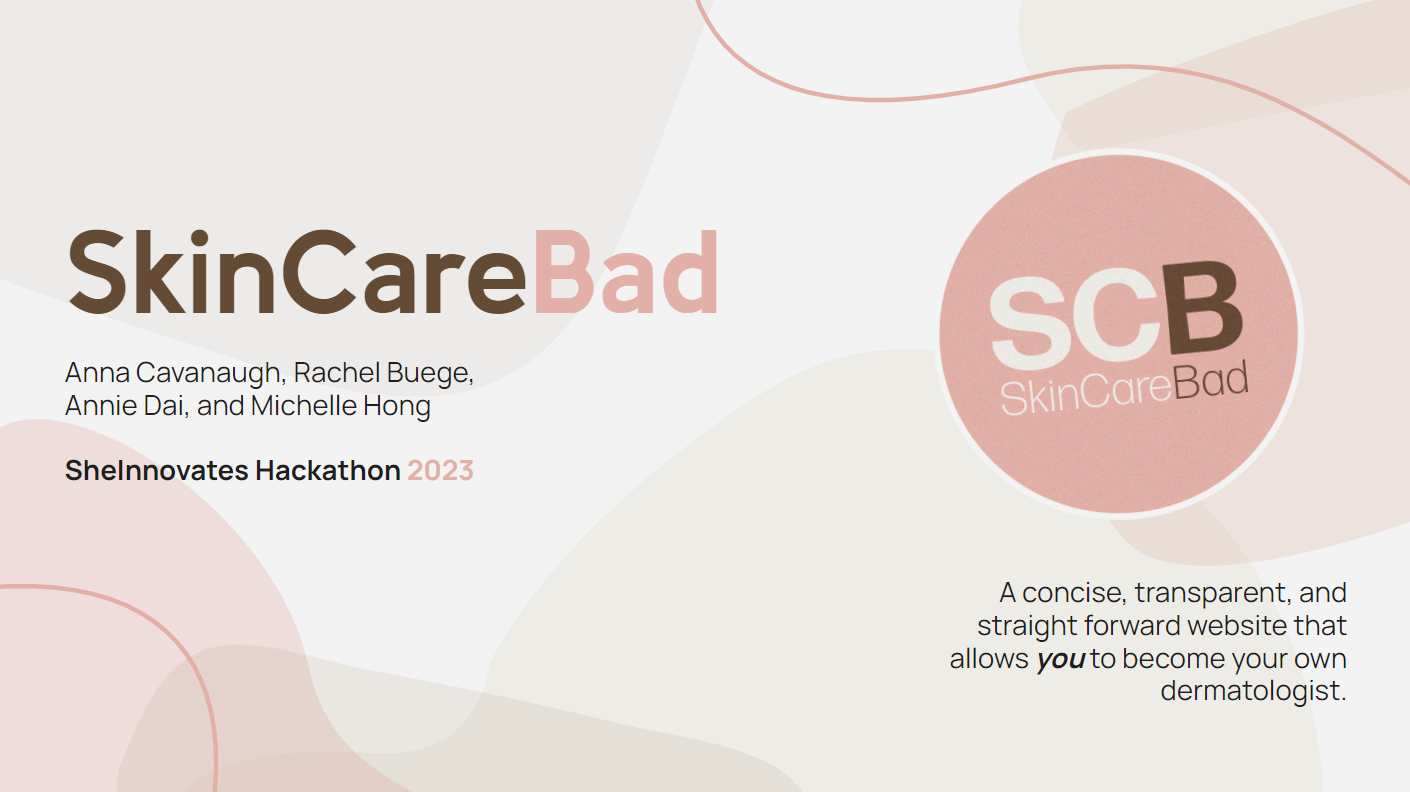 SkinCareBad
Anna Cavanaugh, Rachel Buege,
Annie Dai, and Michelle Hong
SheInnovates Hackathon 2023
SCB
SkinCareBad
A concise, transparent, and
straight forward website that
allows you to become your own
dermatologist.